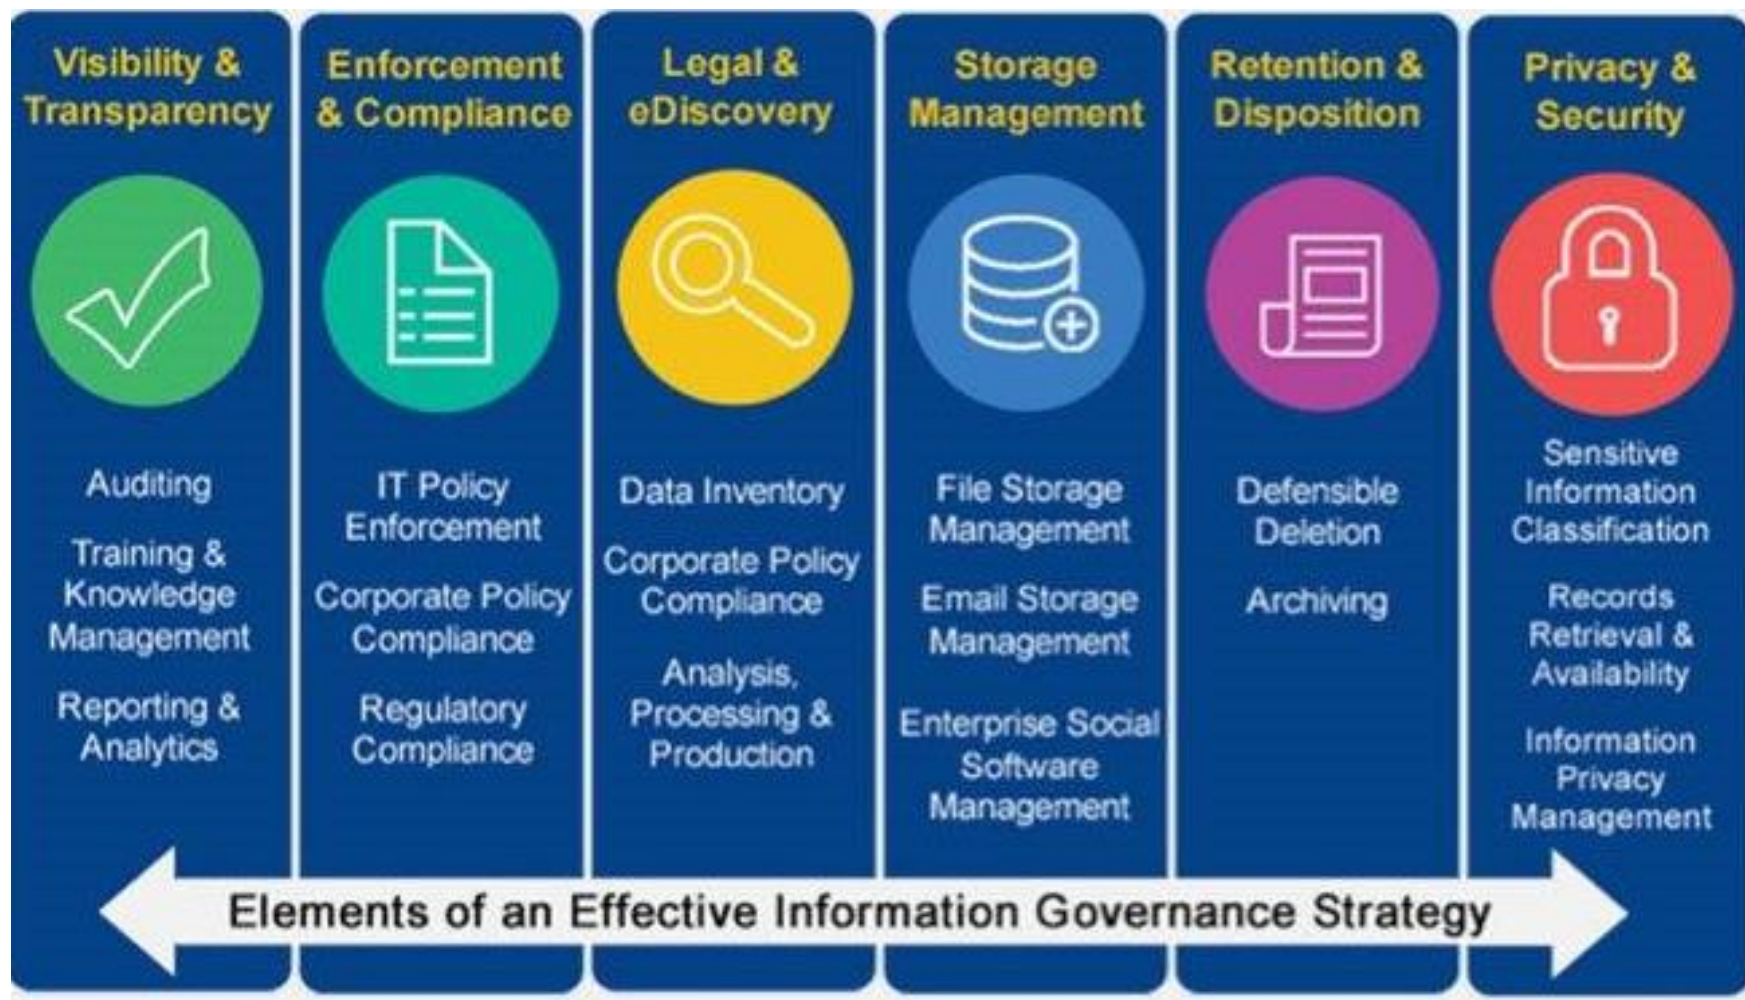 Visibility &
Transparency
Auditing
Training &
Knowledge
Management
Reporting &
Analytics
Enforcement
& Compliance
IT Policy
Enforcement
Corporate Policy
Compliance
Regulatory
Compliance
Legal &
eDiscovery
Data Inventory
Corporate Policy
Compliance
Analysis,
Processing &
Production
Storage
Management
File Storage
Management
Email Storage
Management
Enterprise Social
Software
Management
Retention &
Disposition
Defensible
Deletion
Archiving
Privacy &
Security
Sensitive
Information
Classification
Records
Retrieval &
Availability
Information
Privacy
Management
Elements of an Effective Information Governance Strategy